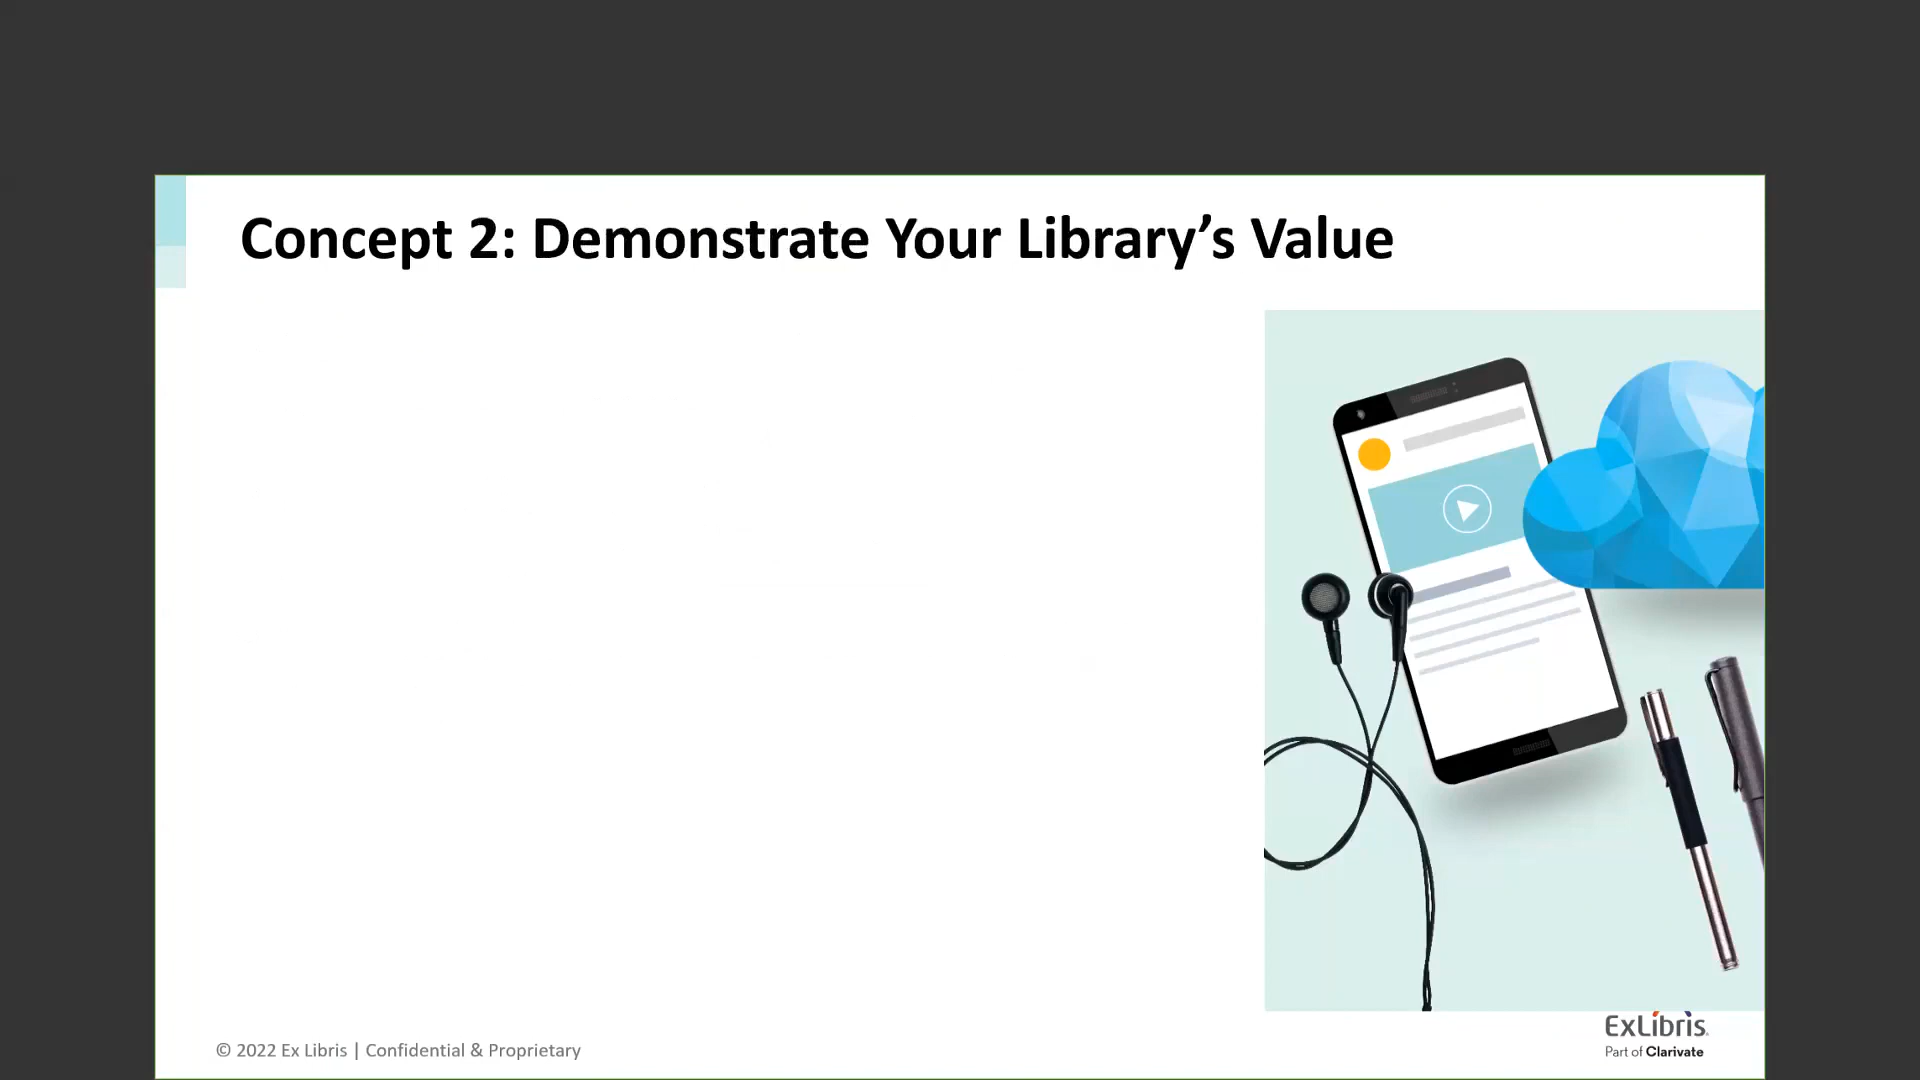 Concept 2: Demonstrate Your Library’s Value
© 2022 Ex Libris | Confidential & Proprietary
ExLibris
Part of Clarivate